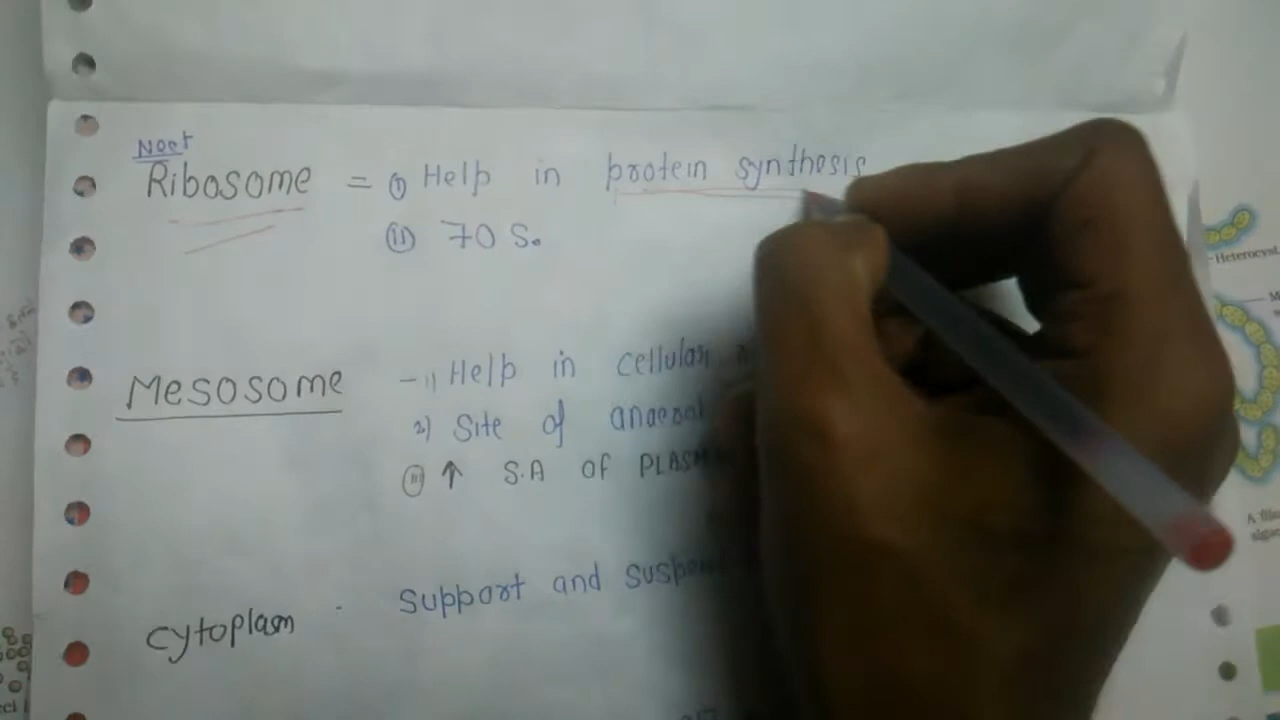 Neet
Ribosome = (i) Help in protein synthesis
(ii) 70 S.
Mesosome - 1) Help in cellular
2) Site of
(iii) ↑ S.A OF
Cytoplasm - Support and
Heterocyst